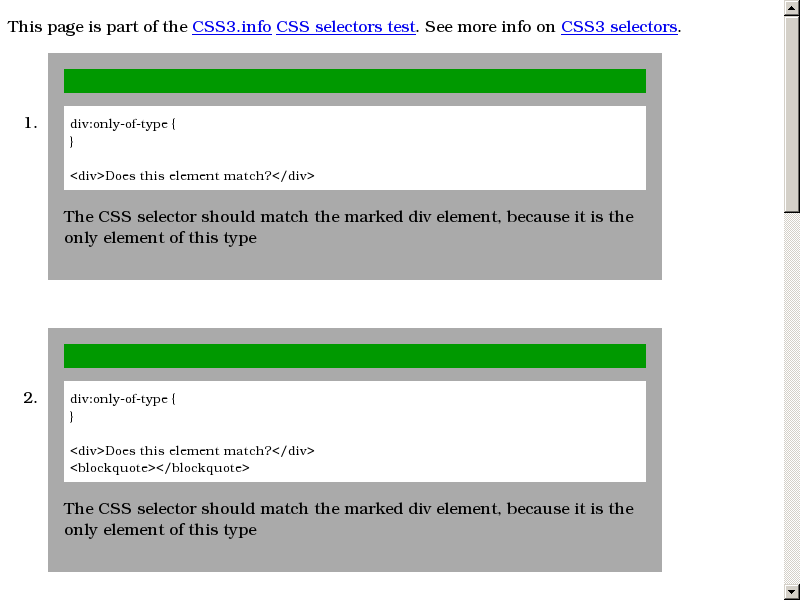 This page is part of the CSS3.info CSS selectors test. See more info on CSS3 selectors.
1.
div:only-of-type {
}
<div>Does this element match?</div>
The CSS selector should match the marked div element, because it is the
only element of this type
2.
div:only-of-type {
}
<div>Does this element match?</div>
<blockquote></blockquote>
The CSS selector should match the marked div element, because it is the
only element of this type